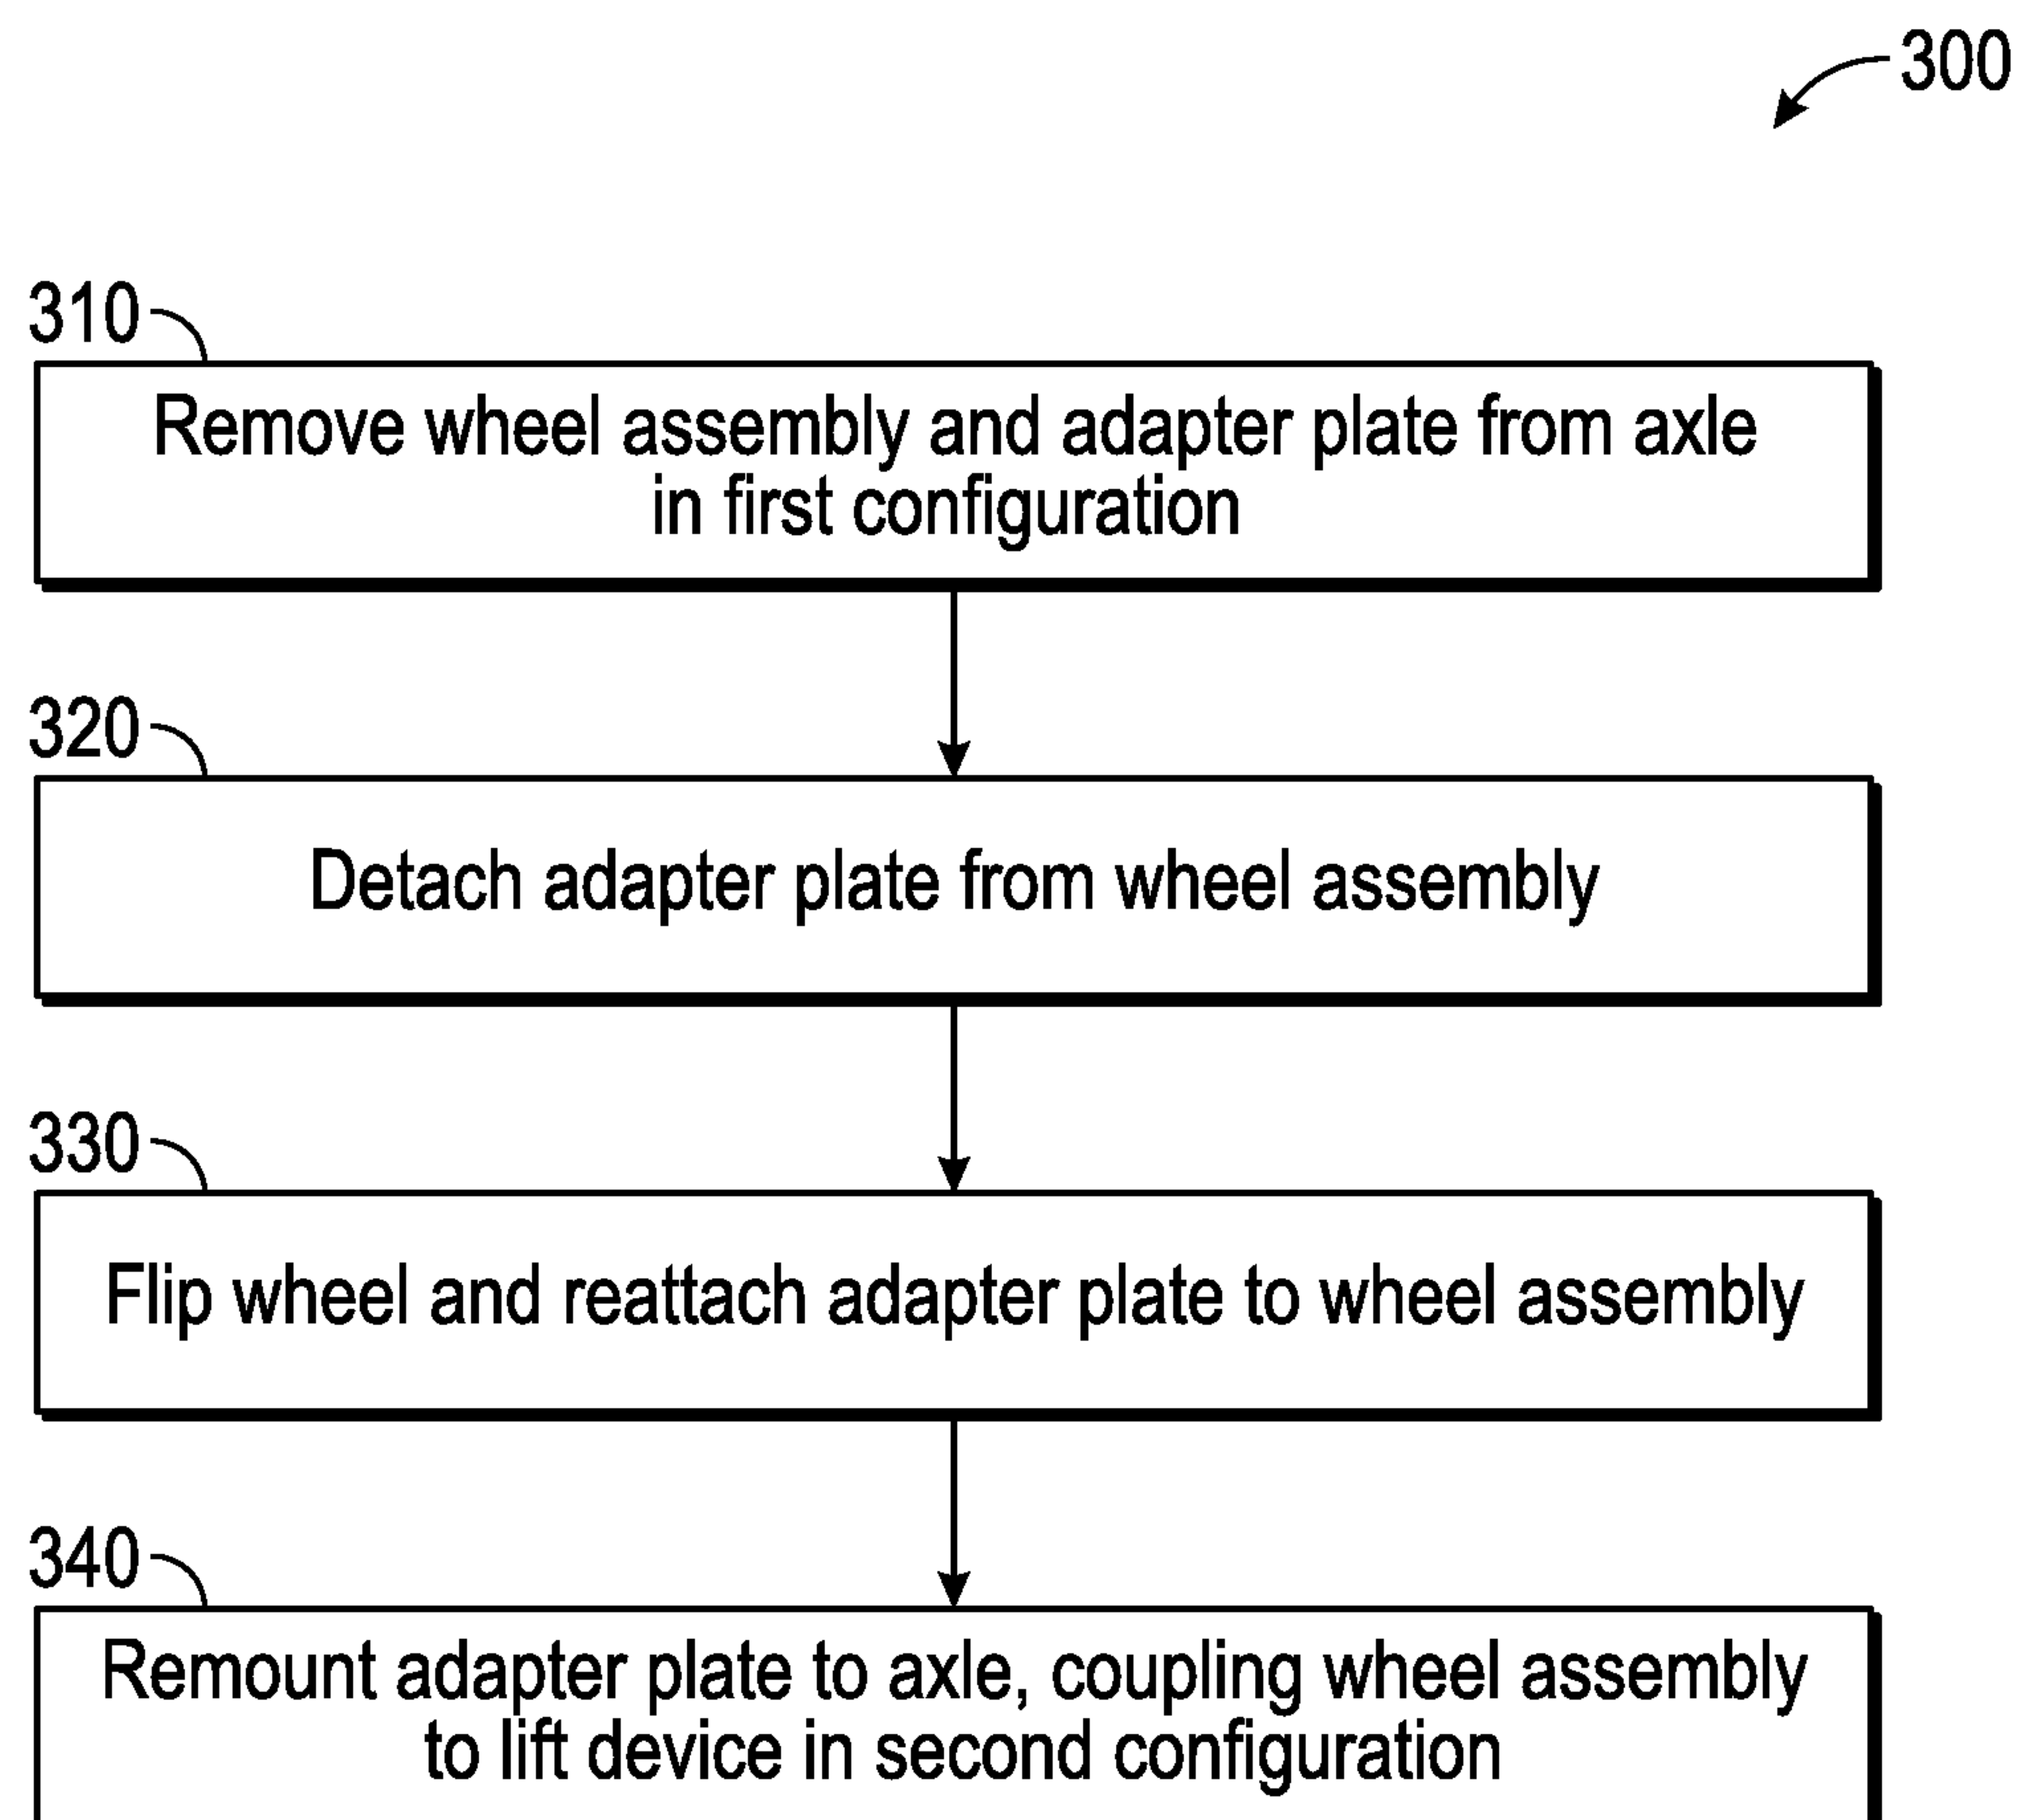 300
310
Remove wheel assembly and adapter plate from axle
in first configuration
320
Detach adapter plate from wheel assembly
330
Flip wheel and reattach adapter plate to wheel assembly
340
Remount adapter plate to axle, coupling wheel assembly
to lift device in second configuration